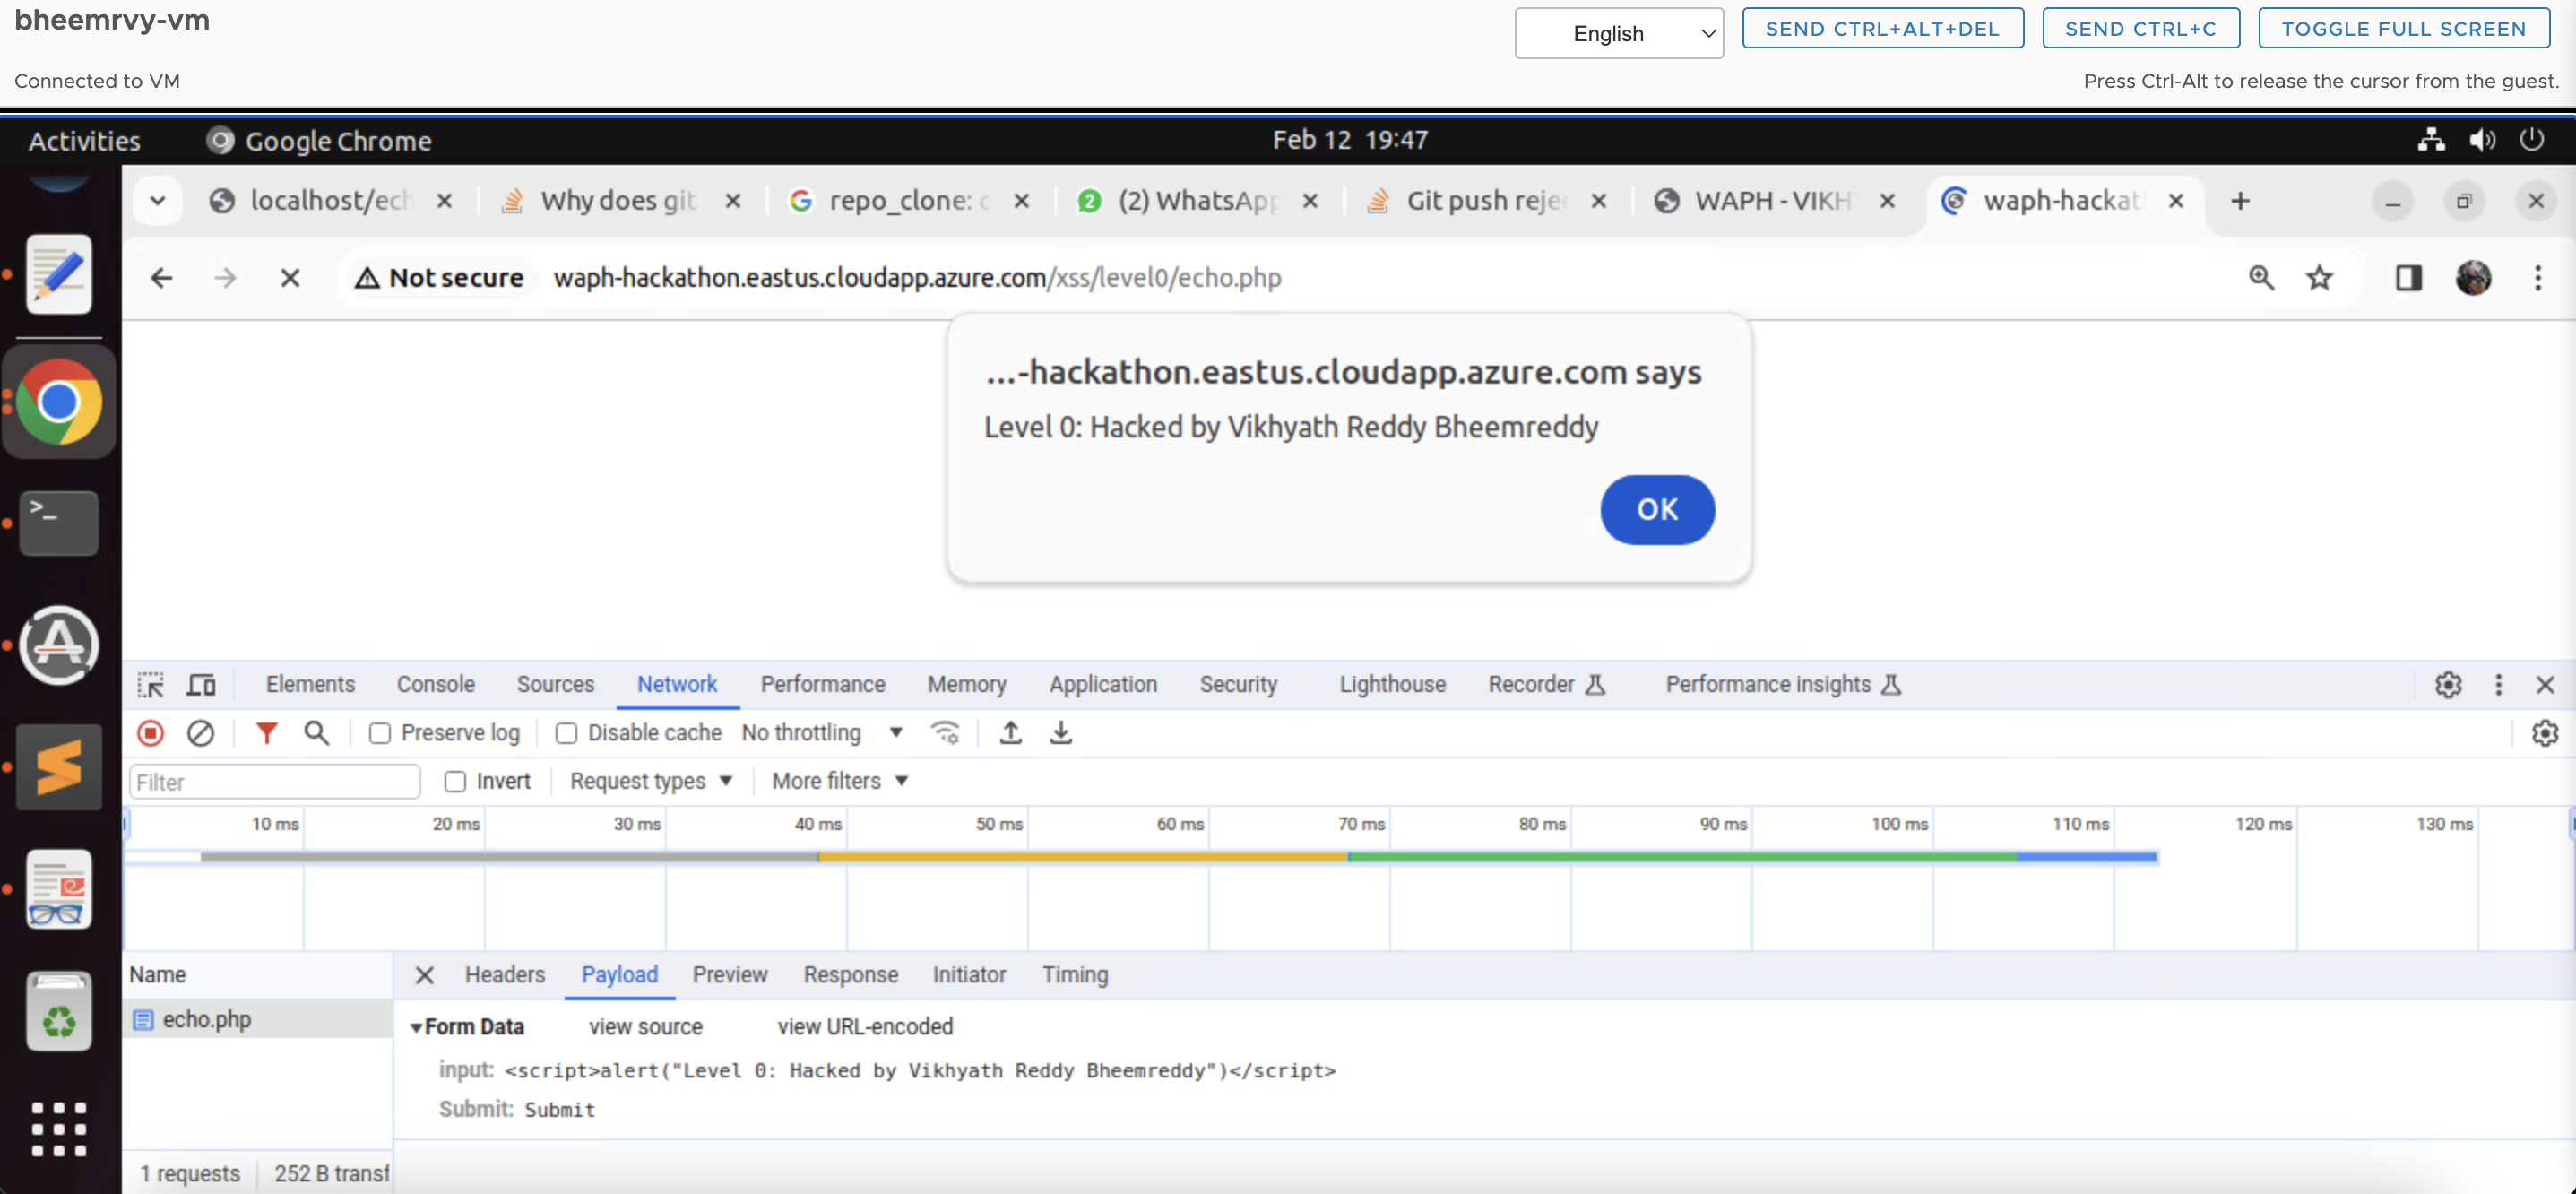 bheemrvy-vm
English
SEND CTRL+ALT+DEL
SEND CTRL+C
TOGGLE FULL SCREEN
Connected to VM
Press Ctrl-Alt to release the cursor from the guest.
Activities
Google Chrome
Feb 12 19:47
localhost/ech
Why does git
repo_clone: c
(2) WhatsApp
Git push rejec
WAPH - VIKH
waph-hackat
Not secure
waph-hackathon.eastus.cloudapp.azure.com/xss/level0/echo.php
...-hackathon.eastus.cloudapp.azure.com says
Level 0: Hacked by Vikhyath Reddy Bheemreddy
OK
Elements Console Sources Network Performance Memory Application Security Lighthouse Recorder Performance insights
Preserve log Disable cache No throttling
Filter Invert Request types More filters
10 ms 20 ms 30 ms 40 ms 50 ms 60 ms 70 ms 80 ms 90 ms 100 ms 110 ms 120 ms 130 ms
Name
Headers Payload Preview Response Initiator Timing
echo.php
Form Data view source view URL-encoded
input: <script>alert("Level 0: Hacked by Vikhyath Reddy Bheemreddy")</script>
Submit: Submit
1 requests 252 B transf